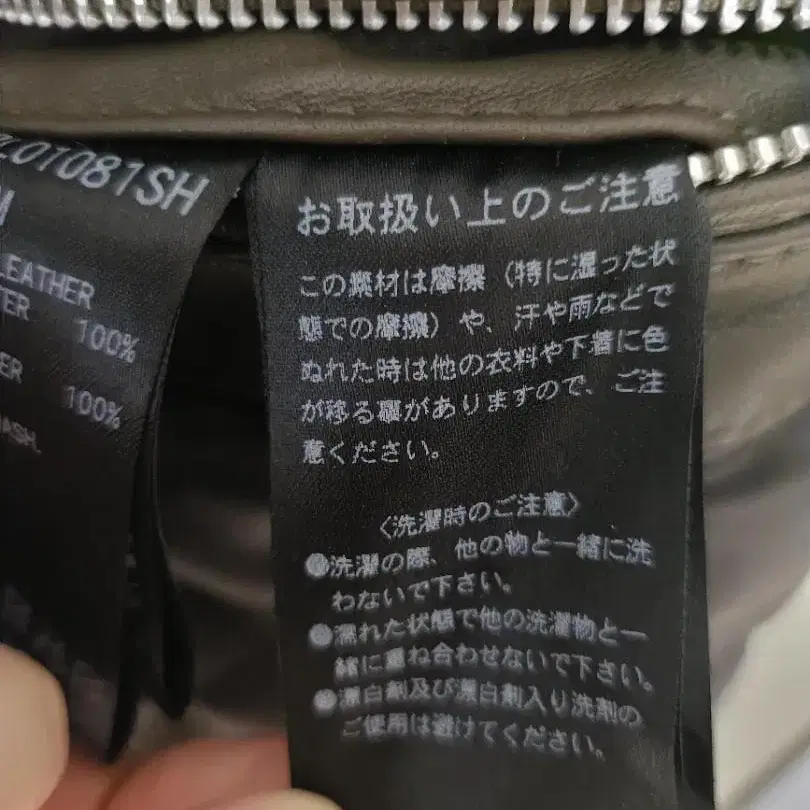 01081SH
LEATHER
100%
100%
お取扱い上のご注意
この素材は摩擦（特に湿った状
態での摩擦）や、汗や雨などで
ぬれた時は他の衣料や下着に色
が移る事がありますので、ご注
意ください。
〈洗濯時のご注意〉
●洗濯の際、他の物と一緒に洗
わないで下さい。
●濡れた状態で他の洗濯物と一
緒に重ね合わせないで下さい。
●漂白剤及び漂白剤入り洗剤の
ご使用は避けてください。